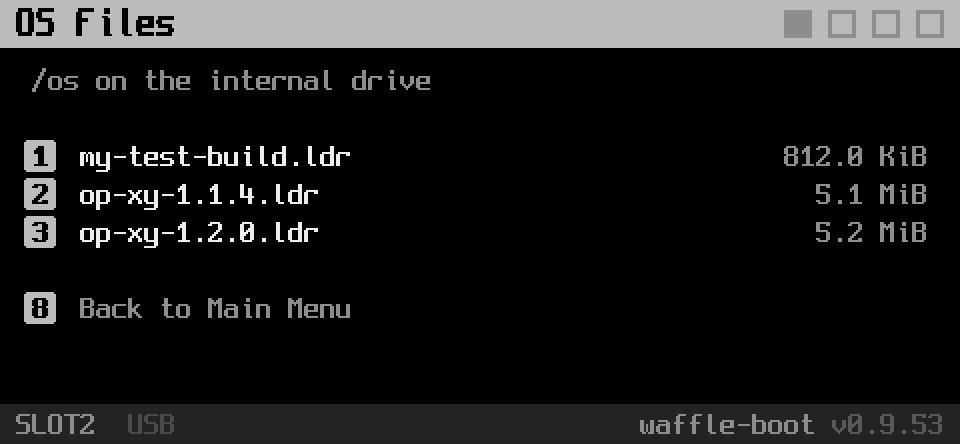 OS Files
/os on the internal drive
1 my-test-build.ldr 812.0 KiB
2 op-xy-1.1.4.ldr 5.1 MiB
3 op-xy-1.2.0.ldr 5.2 MiB
8 Back to Main Menu
SLOT2 USB waffle-boot v0.9.53